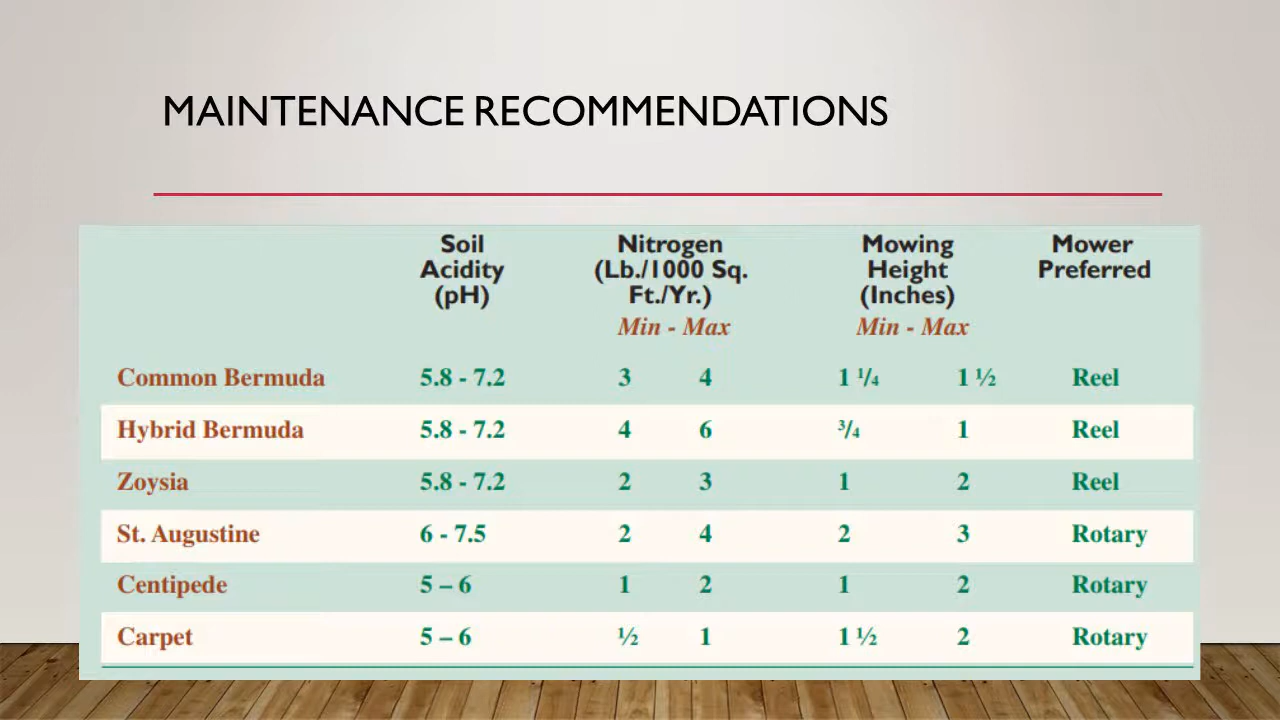 MAINTENANCE RECOMMENDATIONS
Soil Acidity (pH) Nitrogen (Lb./1000 Sq. Ft./Yr.) Mowing Height (Inches) Mower Preferred
Min - Max Min - Max
Common Bermuda 5.8 - 7.2 3 4 1 1/4 1 ½ Reel
Hybrid Bermuda 5.8 - 7.2 4 6 3/4 1 Reel
Zoysia 5.8 - 7.2 2 3 1 2 Reel
St. Augustine 6 - 7.5 2 4 2 3 Rotary
Centipede 5 – 6 1 2 1 2 Rotary
Carpet 5 – 6 ½ 1 1 ½ 2 Rotary